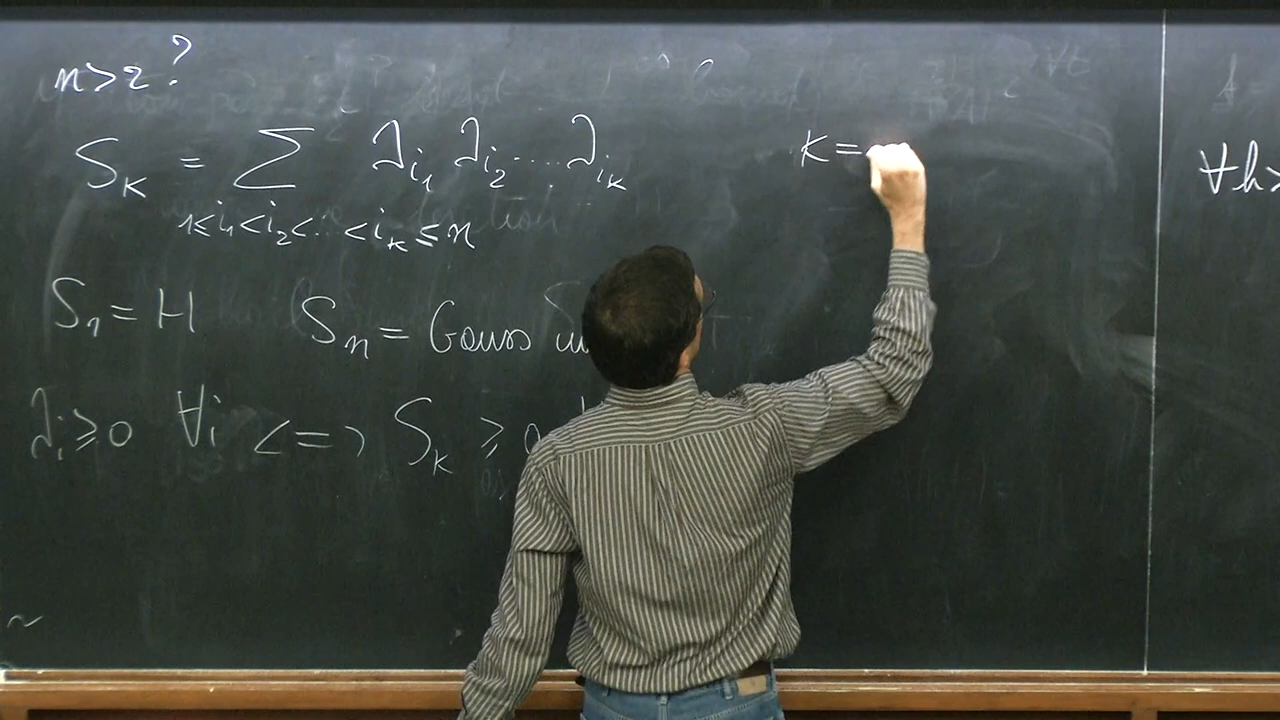 n>2?
S_k = Σ λ_{i_1} λ_{i_2} .... λ_{i_k}
K =
1≤i_1<i_2<...<i_k≤n
∀h>
S_1 = H S_n = Gauss
λ_i ≥ 0 ∀i <=> S_k ≥ 0